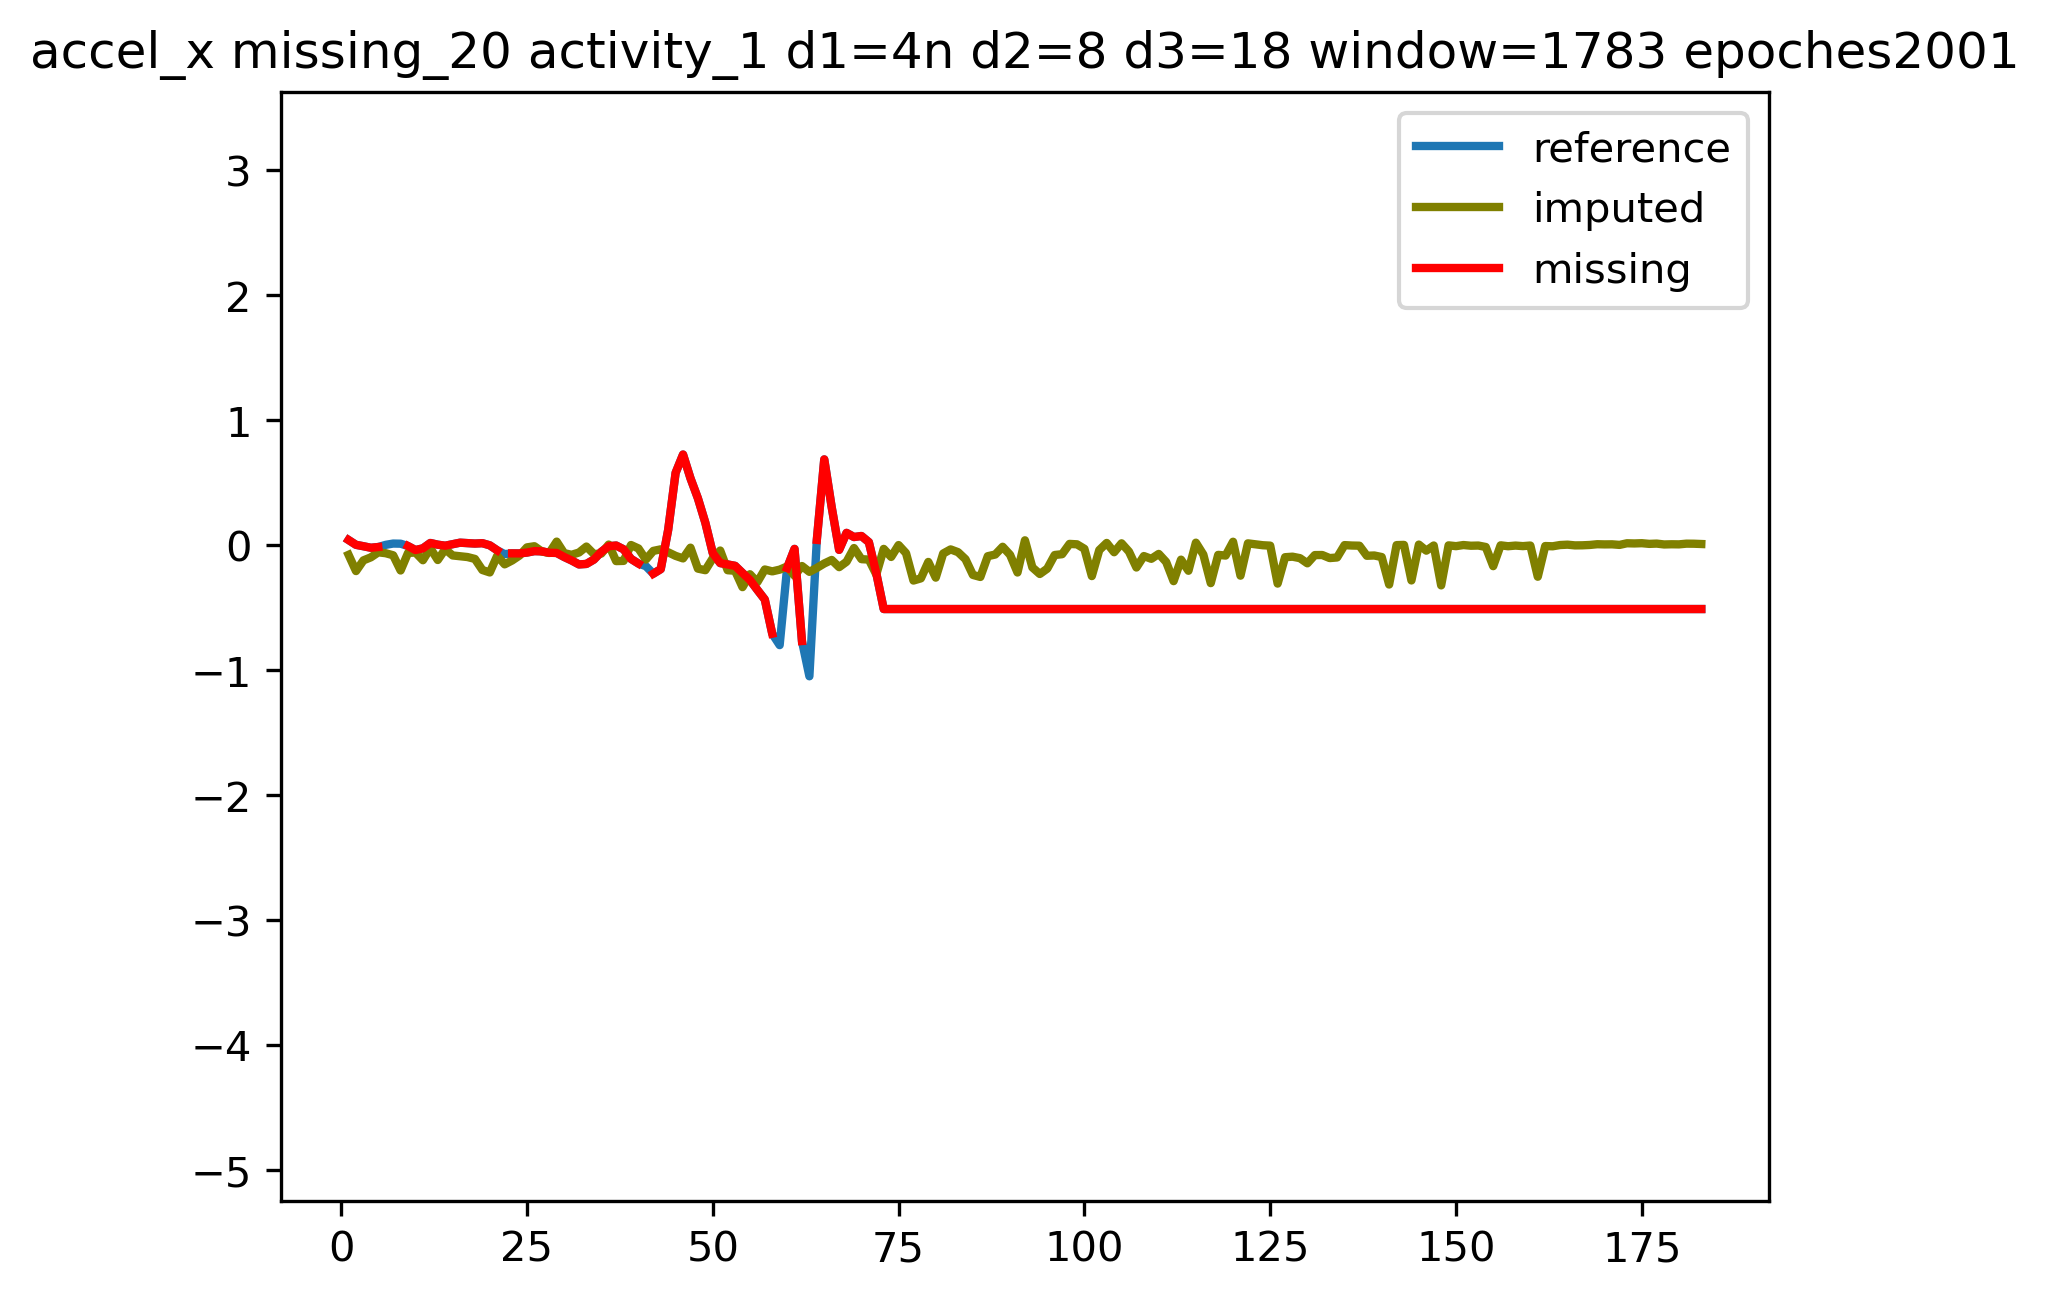 accel_x missing_20 activity_1 d1=4n d2=8 d3=18 window=1783 epoches2001
reference
imputed
missing
3
2
1
0
−1
−2
−3
−4
−5
0 25 50 75 100 125 150 175